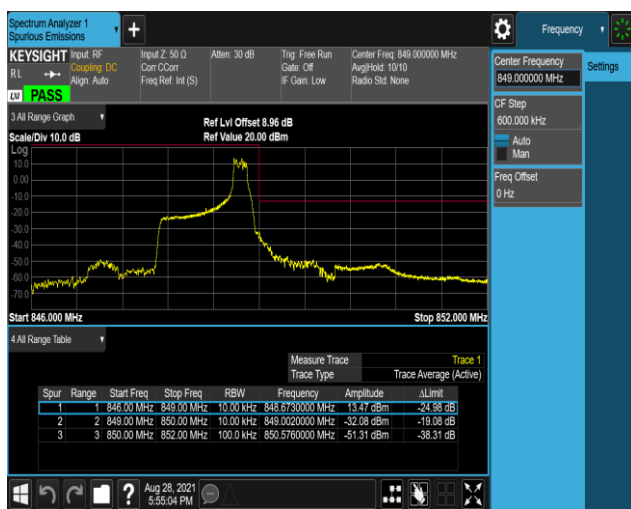 Spectrum Analyzer 1
Spurious Emissions
+
Frequency
KEYSIGHT Input: RF Input Z: 50 Ω Atten: 30 dB Trig: Free Run Center Freq: 849.000000 MHz
RL Coupling: DC Corr CCorr Gate: Off Avg|Hold: 10/10
Align: Auto Freq Ref: Int (S) IF Gain: Low Radio Std: None
LXI PASS
Center Frequency
849.000000 MHz
Settings
CF Step
600.000 kHz
Auto
Man
Freq Offset
0 Hz
3 All Range Graph
Ref Lvl Offset 8.96 dB
Scale/Div 10.0 dB Ref Value 20.00 dBm
Log
10.0
0.00
-10.0
-20.0
-30.0
-40.0
-50.0
-60.0
-70.0
Start 846.000 MHz Stop 852.000 MHz
4 All Range Table
Measure Trace Trace 1
Trace Type Trace Average (Active)
Spur Range Start Freq Stop Freq RBW Frequency Amplitude ΔLimit
1 1 846.00 MHz 849.00 MHz 10.00 kHz 848.6730000 MHz 13.47 dBm -24.98 dB
2 2 849.00 MHz 850.00 MHz 10.00 kHz 849.0020000 MHz -32.08 dBm -19.08 dB
3 3 850.00 MHz 852.00 MHz 100.0 kHz 850.5760000 MHz -51.31 dBm -38.31 dB
? Aug 28, 2021
5:55:04 PM